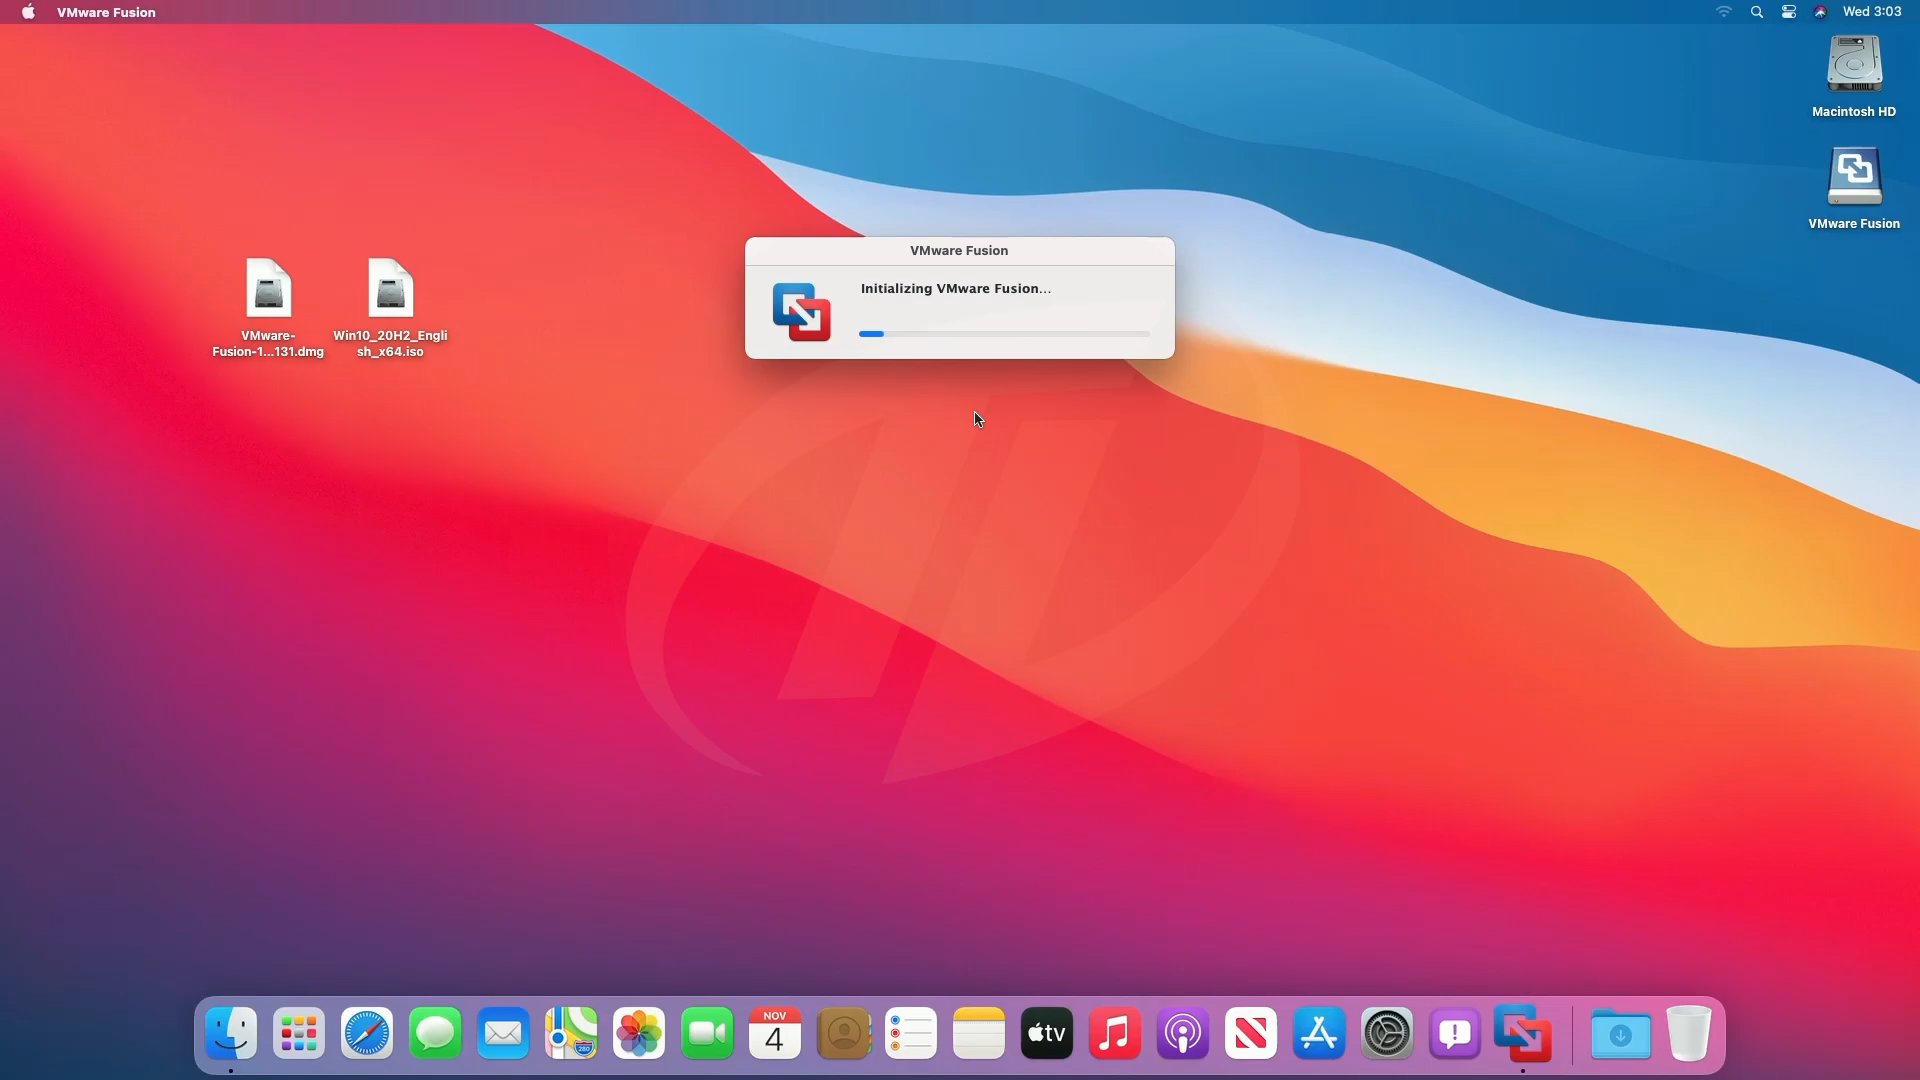 VMware Fusion
Wed 3:03
Macintosh HD
VMware Fusion
VMware Fusion
Initializing VMware Fusion...
VMware-
Fusion-1...131.dmg
Win10_20H2_Engli
sh_x64.iso
NOV
4
280
tv